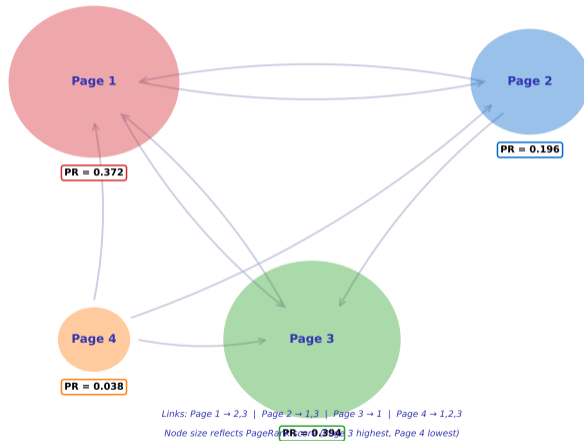 Page 1
Page 2
PR = 0.196
PR = 0.372
Page 4
Page 3
PR = 0.038
Links: Page 1 → 2,3 | Page 2 → 1,3 | Page 3 → 1 | Page 4 → 1,2,3
PR = 0.394
Node size reflects 3 highest, Page 4 lowest)